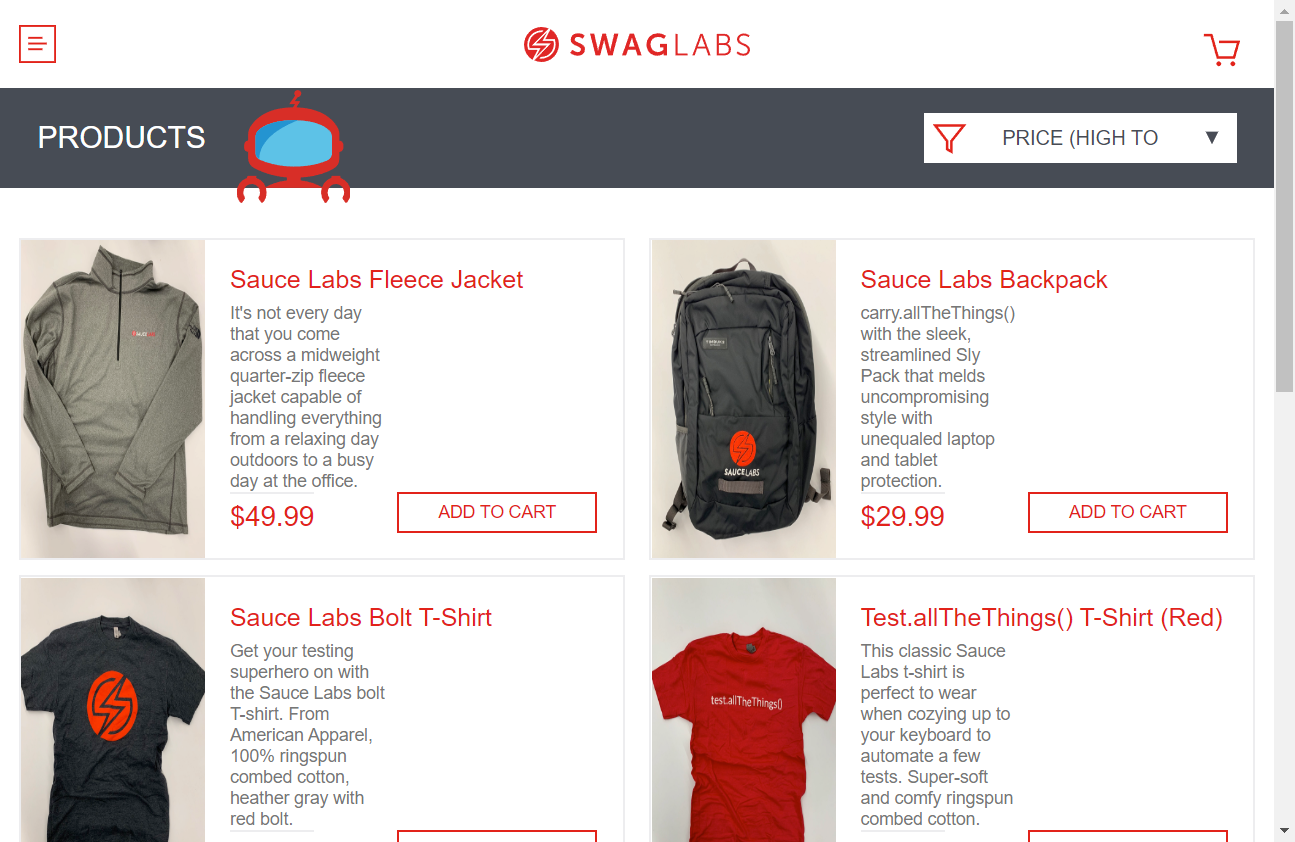 SWAGLABS
PRODUCTS
PRICE (HIGH TO
▼
Sauce Labs Fleece Jacket
It's not every day
that you come
across a midweight
quarter-zip fleece
jacket capable of
handling everything
from a relaxing day
outdoors to a busy
day at the office.
$49.99
ADD TO CART
Sauce Labs Backpack
carry.allTheThings()
with the sleek,
streamlined Sly
Pack that melds
uncompromising
style with
unequaled laptop
and tablet
protection.
SAUCELABS
$29.99
ADD TO CART
Sauce Labs Bolt T-Shirt
Get your testing
superhero on with
the Sauce Labs bolt
T-shirt. From
American Apparel,
100% ringspun
combed cotton,
heather gray with
red bolt.
test.allTheThings()
Test.allTheThings() T-Shirt (Red)
This classic Sauce
Labs t-shirt is
perfect to wear
when cozying up to
your keyboard to
automate a few
tests. Super-soft
and comfy ringspun
combed cotton.